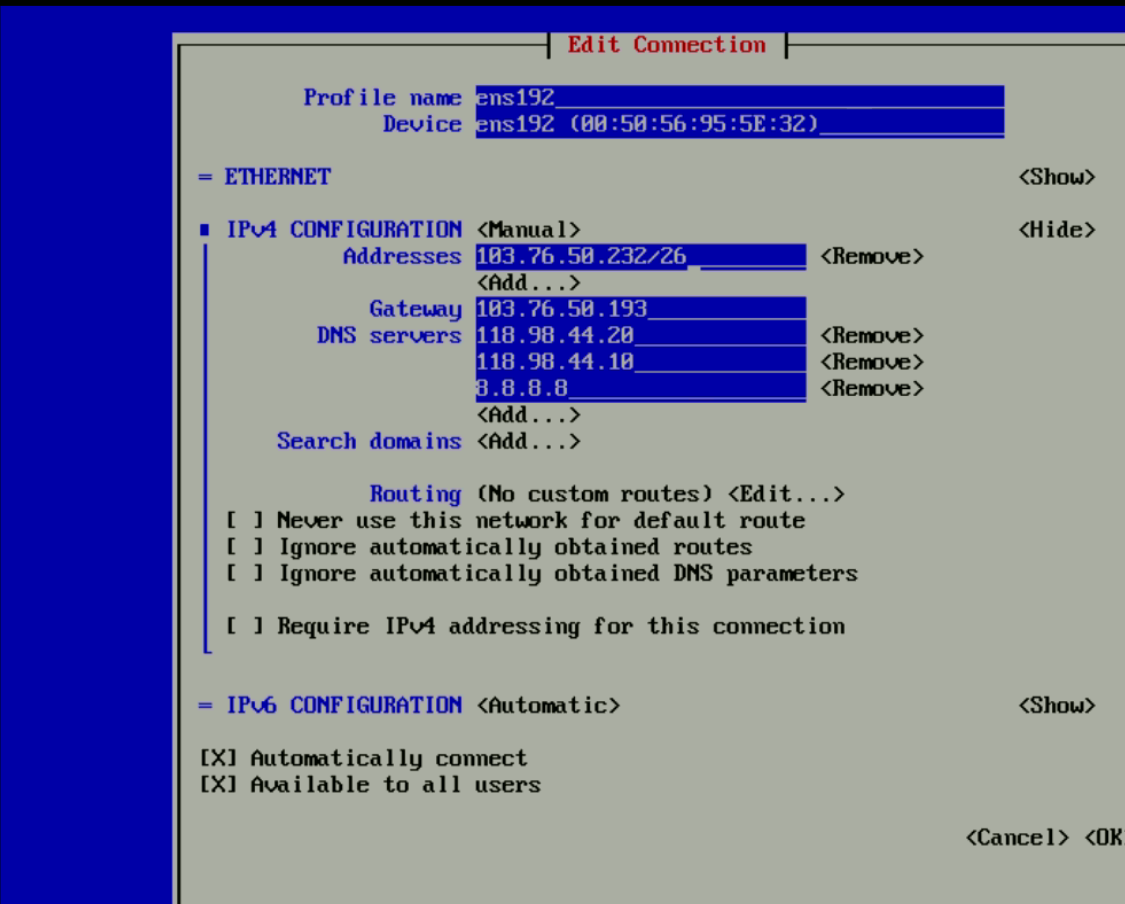 Edit Connection
Profile name ens192
Device ens192 (00:50:56:95:5E:32)
= ETHERNET <Show>
IPv4 CONFIGURATION <Manual> <Hide>
Addresses 103.76.50.232/26 <Remove>
<Add...>
Gateway 103.76.50.193
DNS servers 118.98.44.20 <Remove>
118.98.44.10 <Remove>
8.8.8.8 <Remove>
<Add...>
Search domains <Add...>
Routing (No custom routes) <Edit...>
[ ] Never use this network for default route
[ ] Ignore automatically obtained routes
[ ] Ignore automatically obtained DNS parameters
[ ] Require IPv4 addressing for this connection
= IPv6 CONFIGURATION <Automatic> <Show>
[X] Automatically connect
[X] Available to all users
<Cancel> <OK